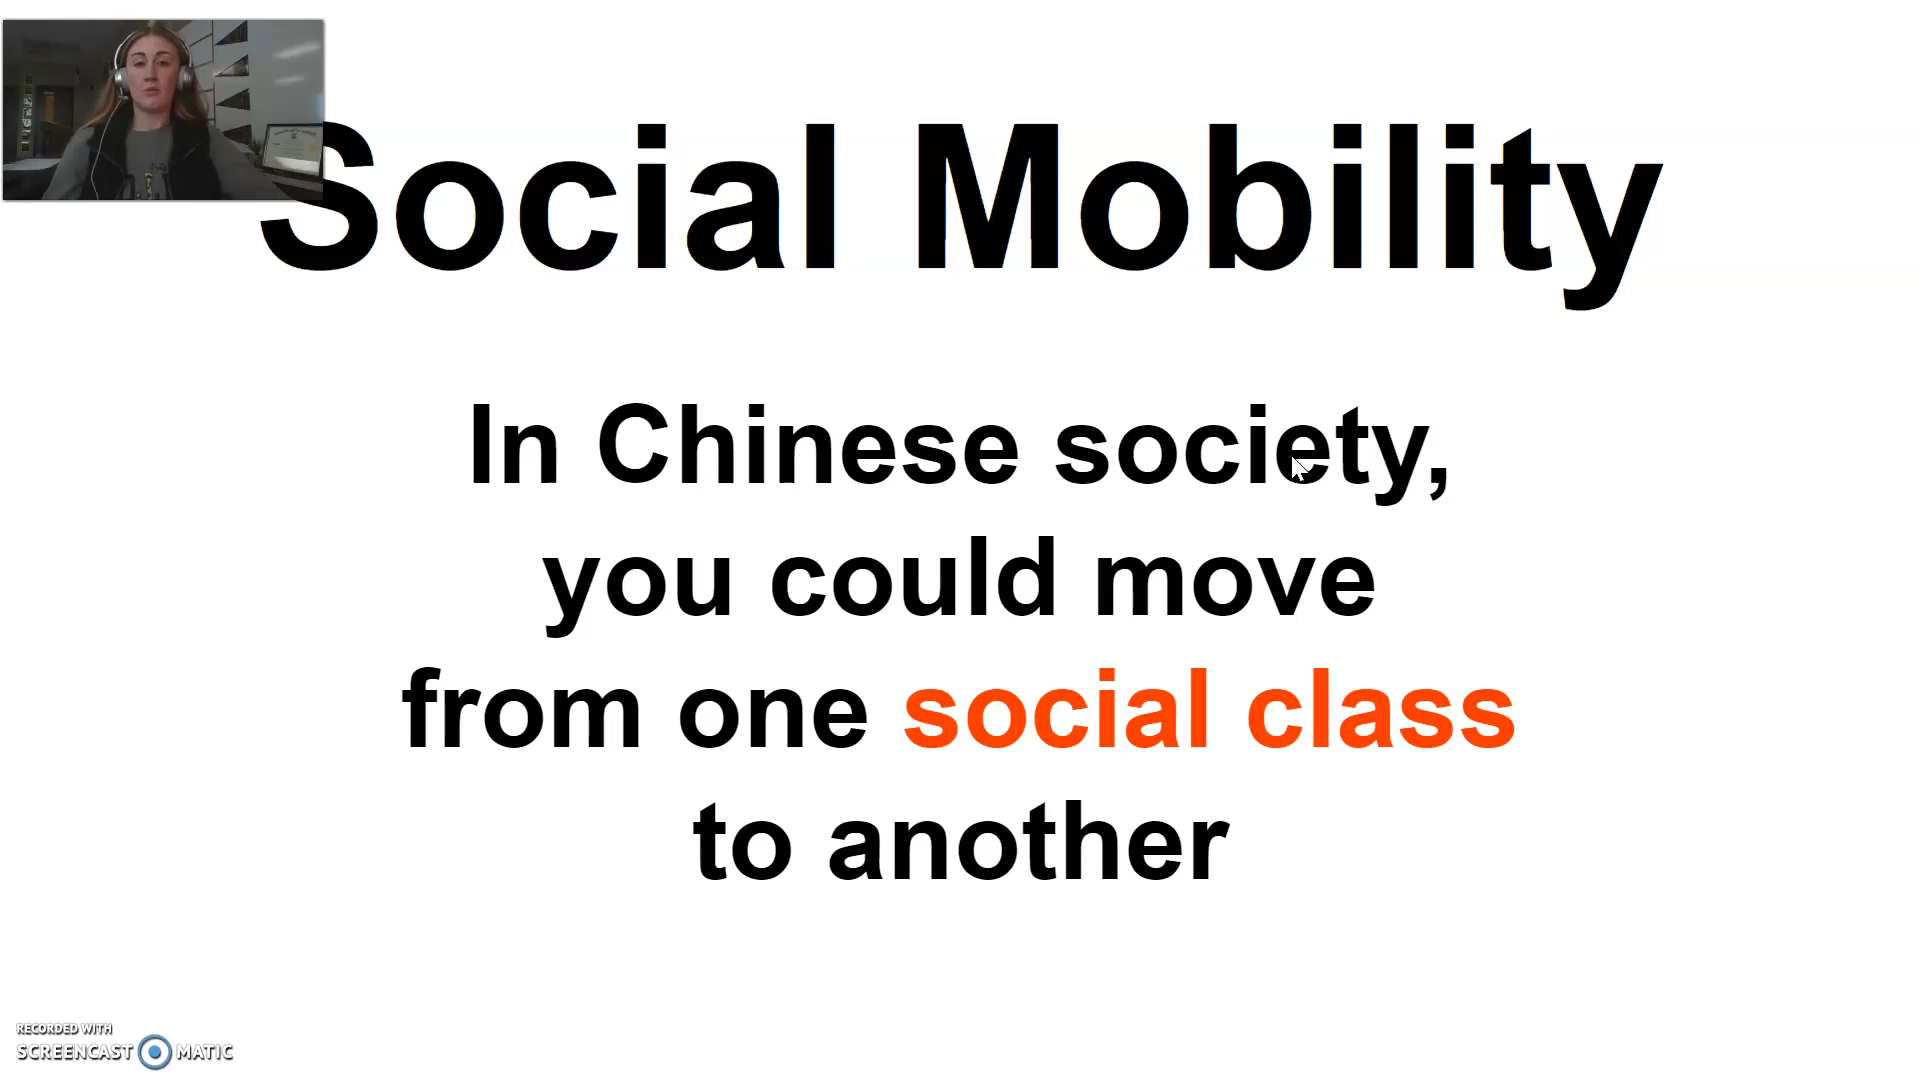 Social Mobility
In Chinese society,
you could move
from one social class
to another
RECORDED WITH
SCREENCAST MATIC